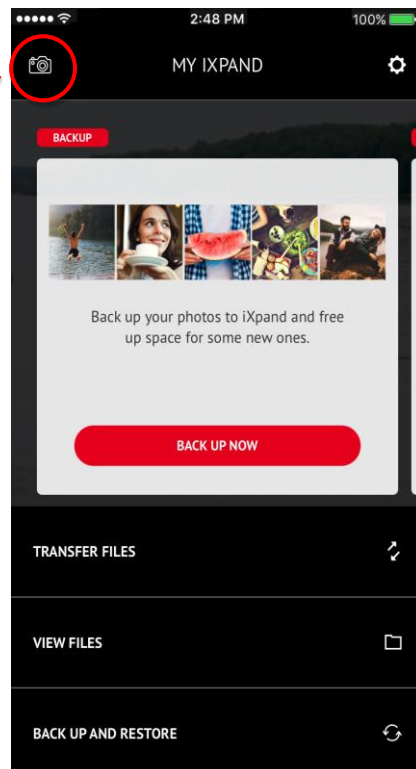 2:48 PM
100%
MY IXPAND
BACKUP
Back up your photos to iXpand and free
up space for some new ones.
BACK UP NOW
TRANSFER FILES
VIEW FILES
BACK UP AND RESTORE